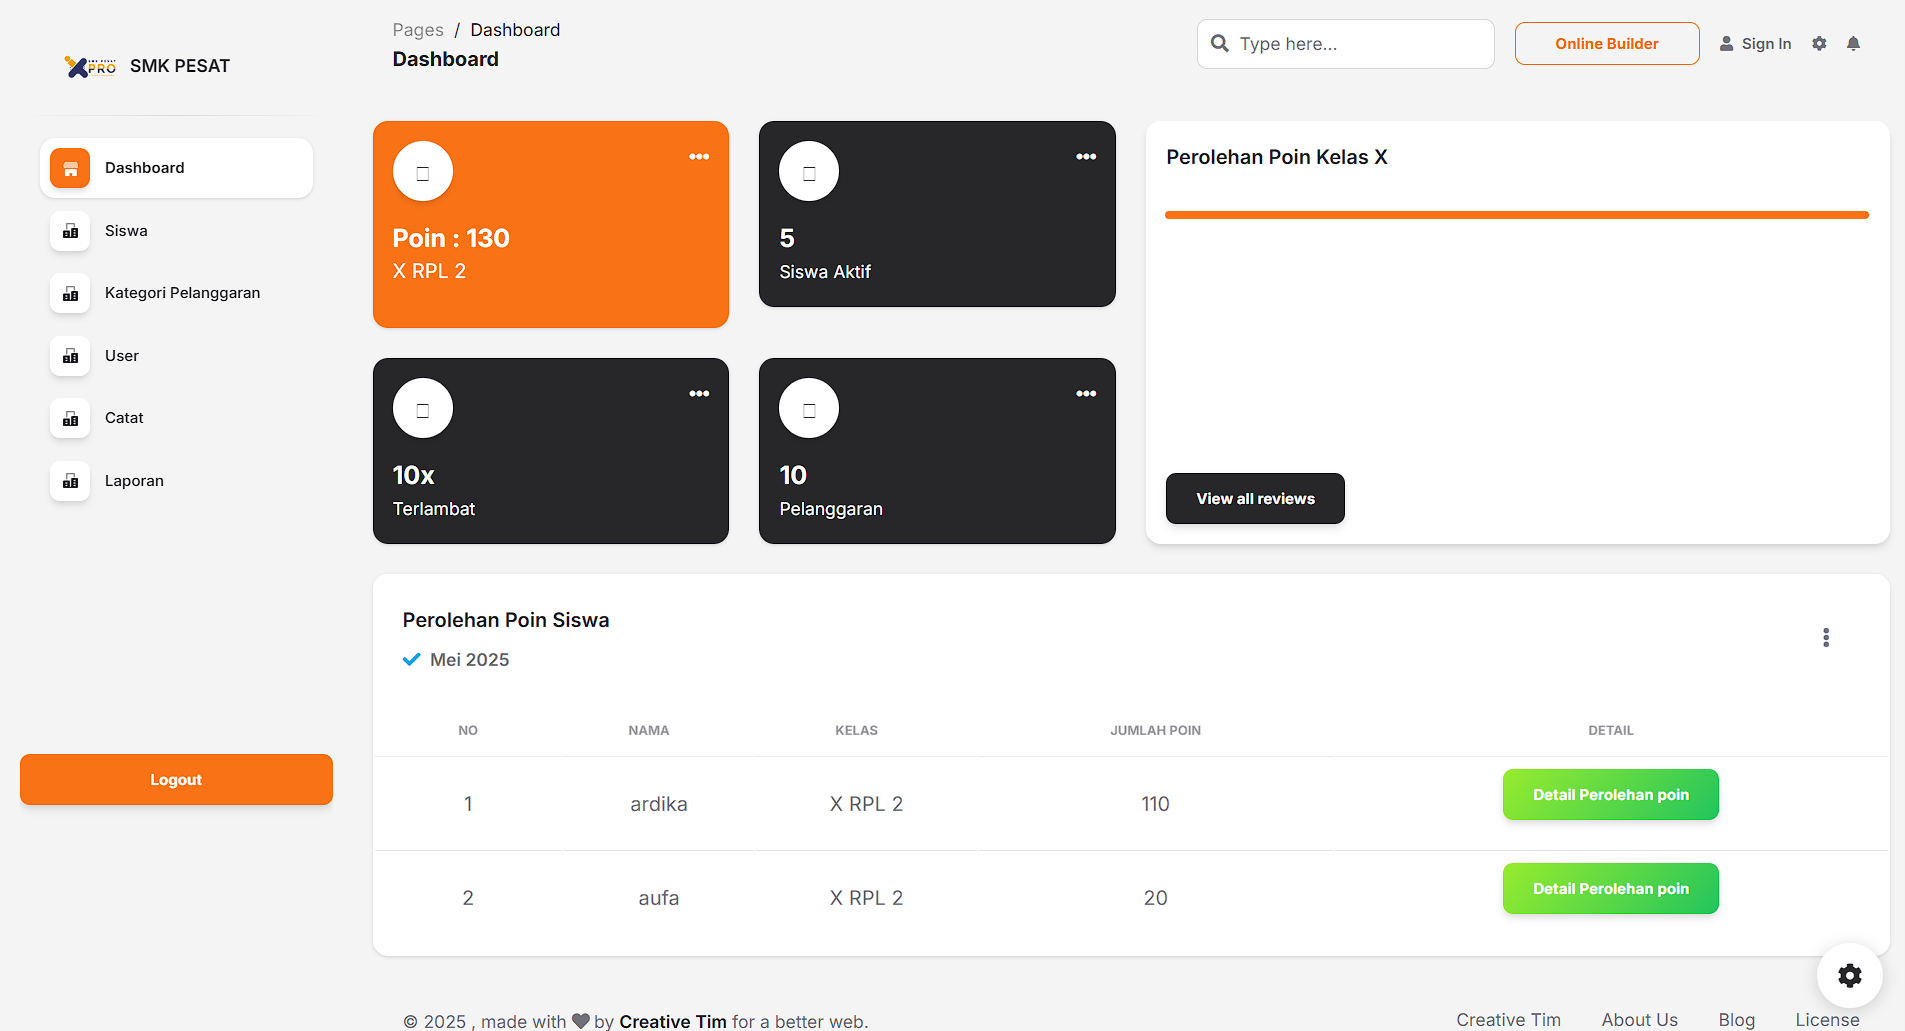 Pages / Dashboard
Dashboard
Type here...
Online Builder
Sign In
PRO
SMK PESAT
Dashboard
Siswa
Kategori Pelanggaran
User
Catat
Laporan
Logout
Poin : 130
X RPL 2
5
Siswa Aktif
10x
Terlambat
10
Pelanggaran
Perolehan Poin Kelas X
View all reviews
Perolehan Poin Siswa
Mei 2025
NO NAMA KELAS JUMLAH POIN DETAIL
1 ardika X RPL 2 110 Detail Perolehan poin
2 aufa X RPL 2 20 Detail Perolehan poin
© 2025 , made with by Creative Tim for a better web.
Creative Tim About Us Blog License